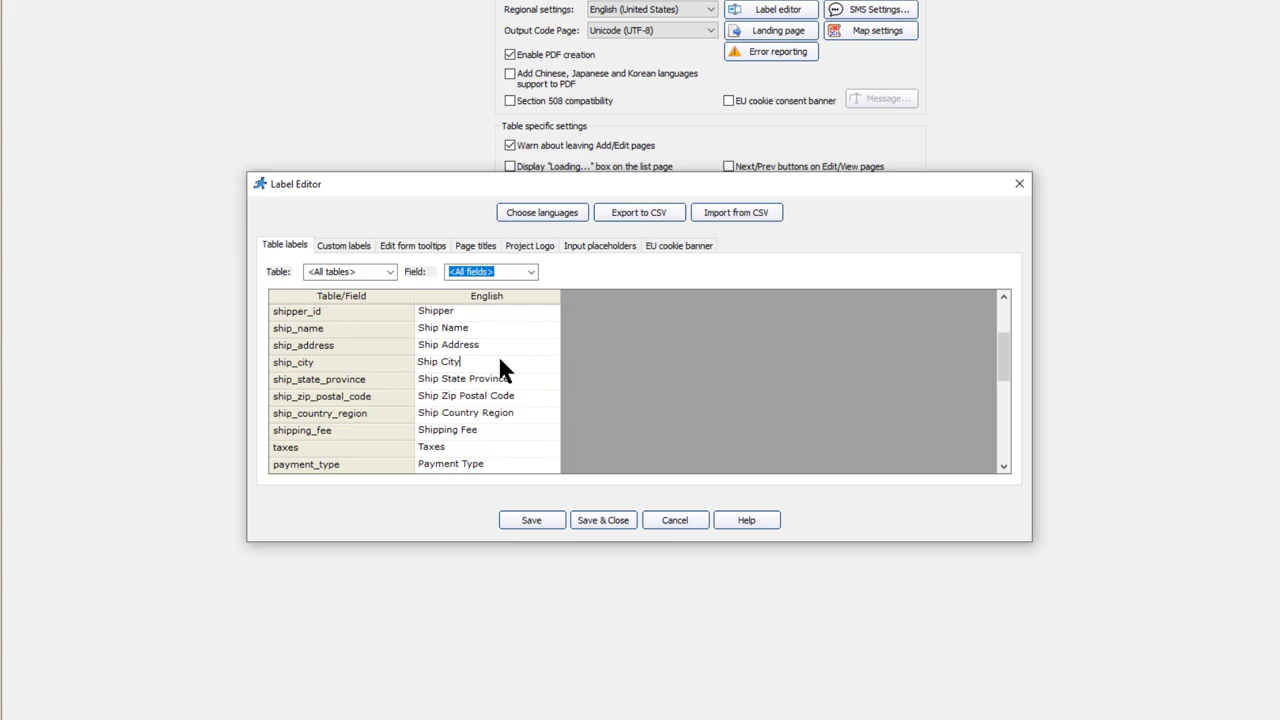 Regional settings: English (United States) Label editor SMS Settings...
Output Code Page: Unicode (UTF-8) Landing page Map settings
Enable PDF creation Error reporting
Add Chinese, Japanese and Korean languages
support to PDF
Section 508 compatibility EU cookie consent banner Message...
Table specific settings
Warn about leaving Add/Edit pages
Display "Loading..." box on the list page Next/Prev buttons on Edit/View pages
Label Editor
Choose languages Export to CSV Import from CSV
Table labels Custom labels Edit form tooltips Page titles Project Logo Input placeholders EU cookie banner
Table: <All tables> Field: <All fields>
Table/Field English
shipper_id Shipper
ship_name Ship Name
ship_address Ship Address
ship_city Ship City
ship_state_province Ship State Province
ship_zip_postal_code Ship Zip Postal Code
ship_country_region Ship Country Region
shipping_fee Shipping Fee
taxes Taxes
payment_type Payment Type
Save Save & Close Cancel Help